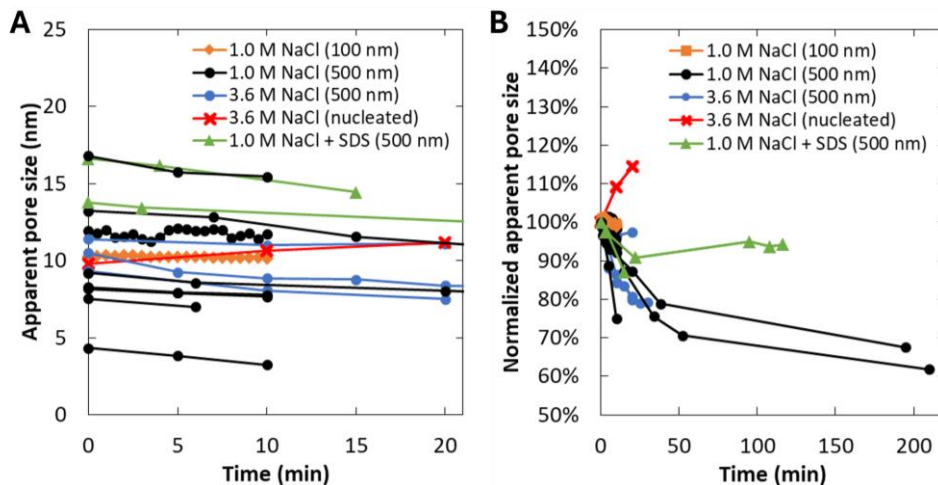 A
Apparent pore size (nm)
25
20
15
10
5
0
1.0 M NaCl (100 nm)
1.0 M NaCl (500 nm)
3.6 M NaCl (500 nm)
3.6 M NaCl (nucleated)
1.0 M NaCl + SDS (500 nm)
0 5 10 15 20
Time (min)
B
Normalized apparent pore size
150%
140%
130%
120%
110%
100%
90%
80%
70%
60%
50%
1.0 M NaCl (100 nm)
1.0 M NaCl (500 nm)
3.6 M NaCl (500 nm)
3.6 M NaCl (nucleated)
1.0 M NaCl + SDS (500 nm)
0 50 100 150 200
Time (min)